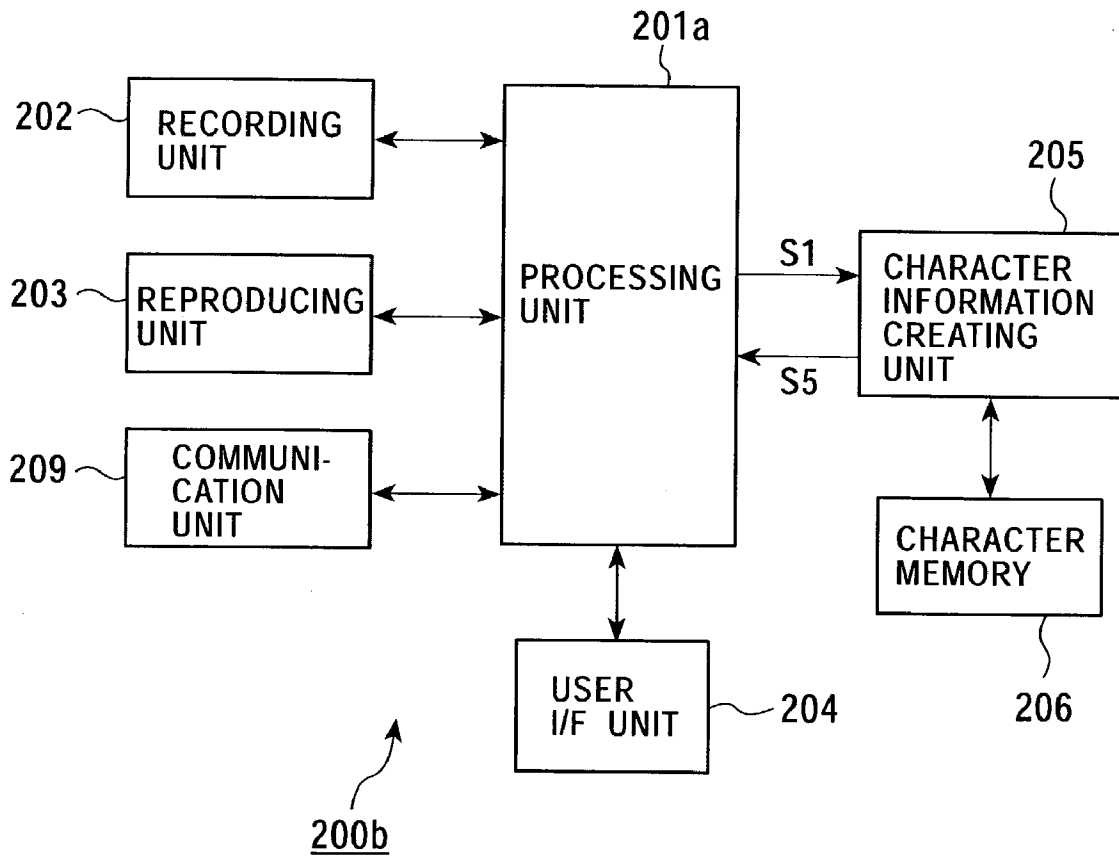 201a
202
RECORDING
UNIT
205
203
REPRODUCING
UNIT
PROCESSING
UNIT
S1
CHARACTER
INFORMATION
CREATING
UNIT
S5
209
COMMUNI-
CATION
UNIT
CHARACTER
MEMORY
USER
I/F UNIT
204
206
200b